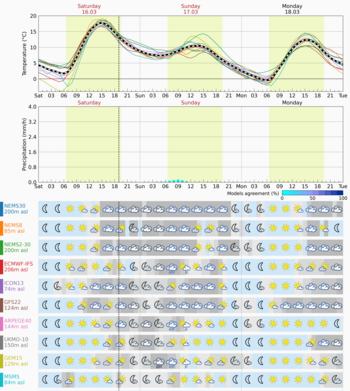 Saturday
16.03
Sunday
17.03
Monday
18.03
Temperature (°C)
20
15
10
5
0
Sat 03 06 09 12 15 18 21 Sun 03 06 09 12 15 18 21 Mon 03 06 09 12 15 18 21 Tue
Saturday
Sunday
Monday
Precipitation (mm/h)
4.0
3.2
2.4
1.6
0.8
0.0
Sat 03 06 09 12 15 18 21 Sun 03 06 09 12 15 18 21 Mon 03 06 09 12 15 18 21 Tue
Models agreement (%)
0 50 100
NEMS30
NEMS8
85m asl
NEMS2-30
200m asl
ECMWF-IFS
206m asl
ICON13
74m asl
GFS22
124m asl
ARPEGE40
144m asl
UKMO-10
150m asl
GEM15
129m asl
MSM5
84m asl